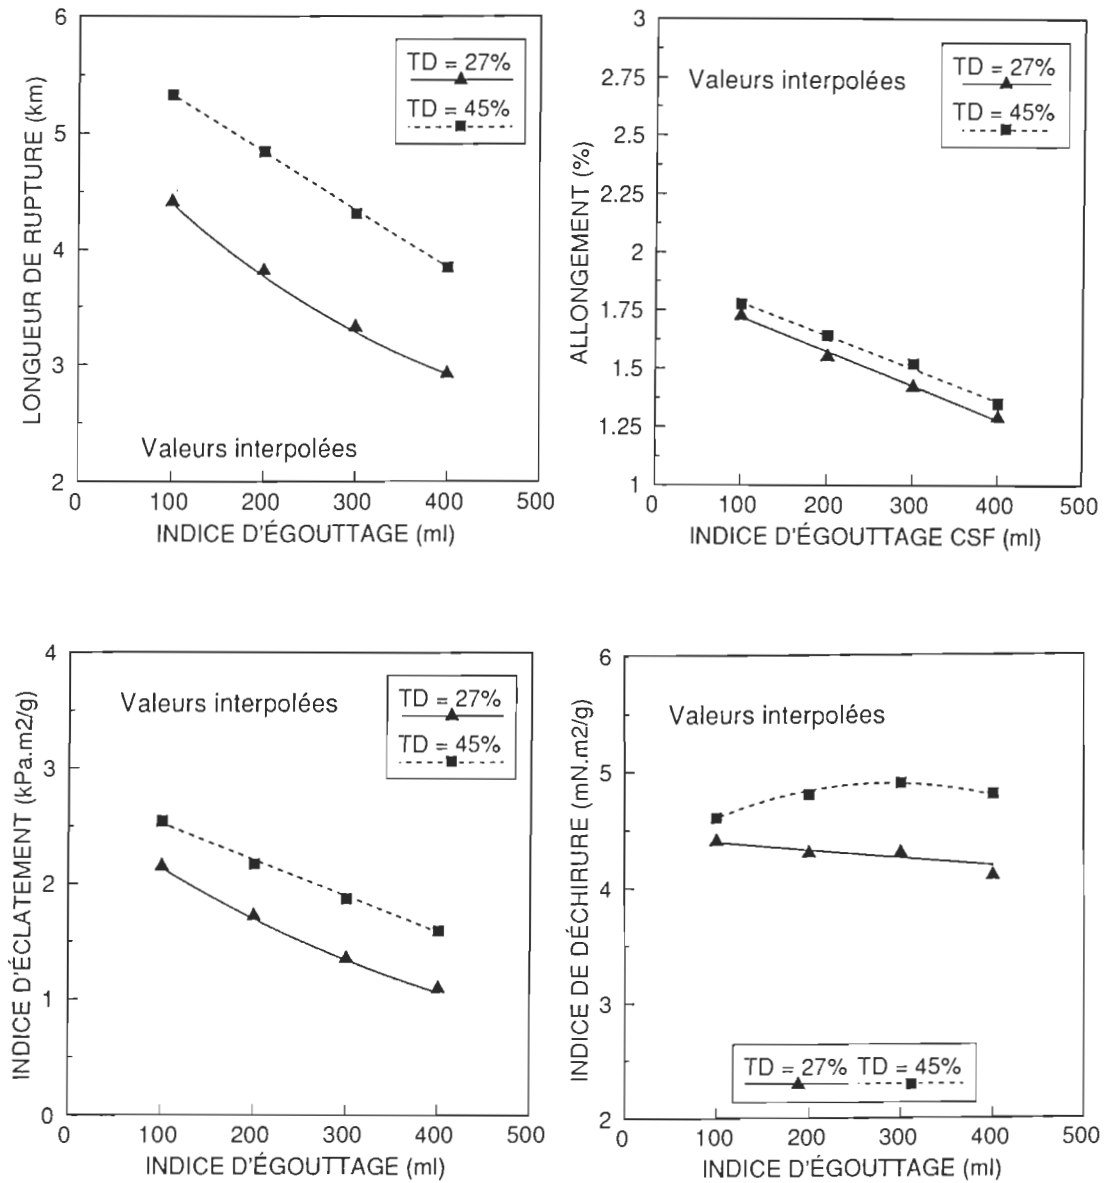 6
5
4
3
2
0
100
200
300
400
500
LONGUEUR DE RUPTURE (km)
INDICE D'ÉGOUTTAGE (ml)
TD = 27%
TD = 45%
Valeurs interpolées
3
2.75
2.5
2.25
2
1.75
1.5
1.25
1
0
100
200
300
400
500
ALLONGEMENT (%)
INDICE D'ÉGOUTTAGE CSF (ml)
Valeurs interpolées
TD = 27%
TD = 45%
4
3
2
1
0
0
100
200
300
400
500
INDICE D'ÉCLATEMENT (kPa.m2/g)
INDICE D'ÉGOUTTAGE (ml)
Valeurs interpolées
TD = 27%
TD = 45%
6
5
4
3
2
0
100
200
300
400
500
INDICE DE DÉCHIRURE (mN.m2/g)
INDICE D'ÉGOUTTAGE (ml)
Valeurs interpolées
TD = 27% TD = 45%